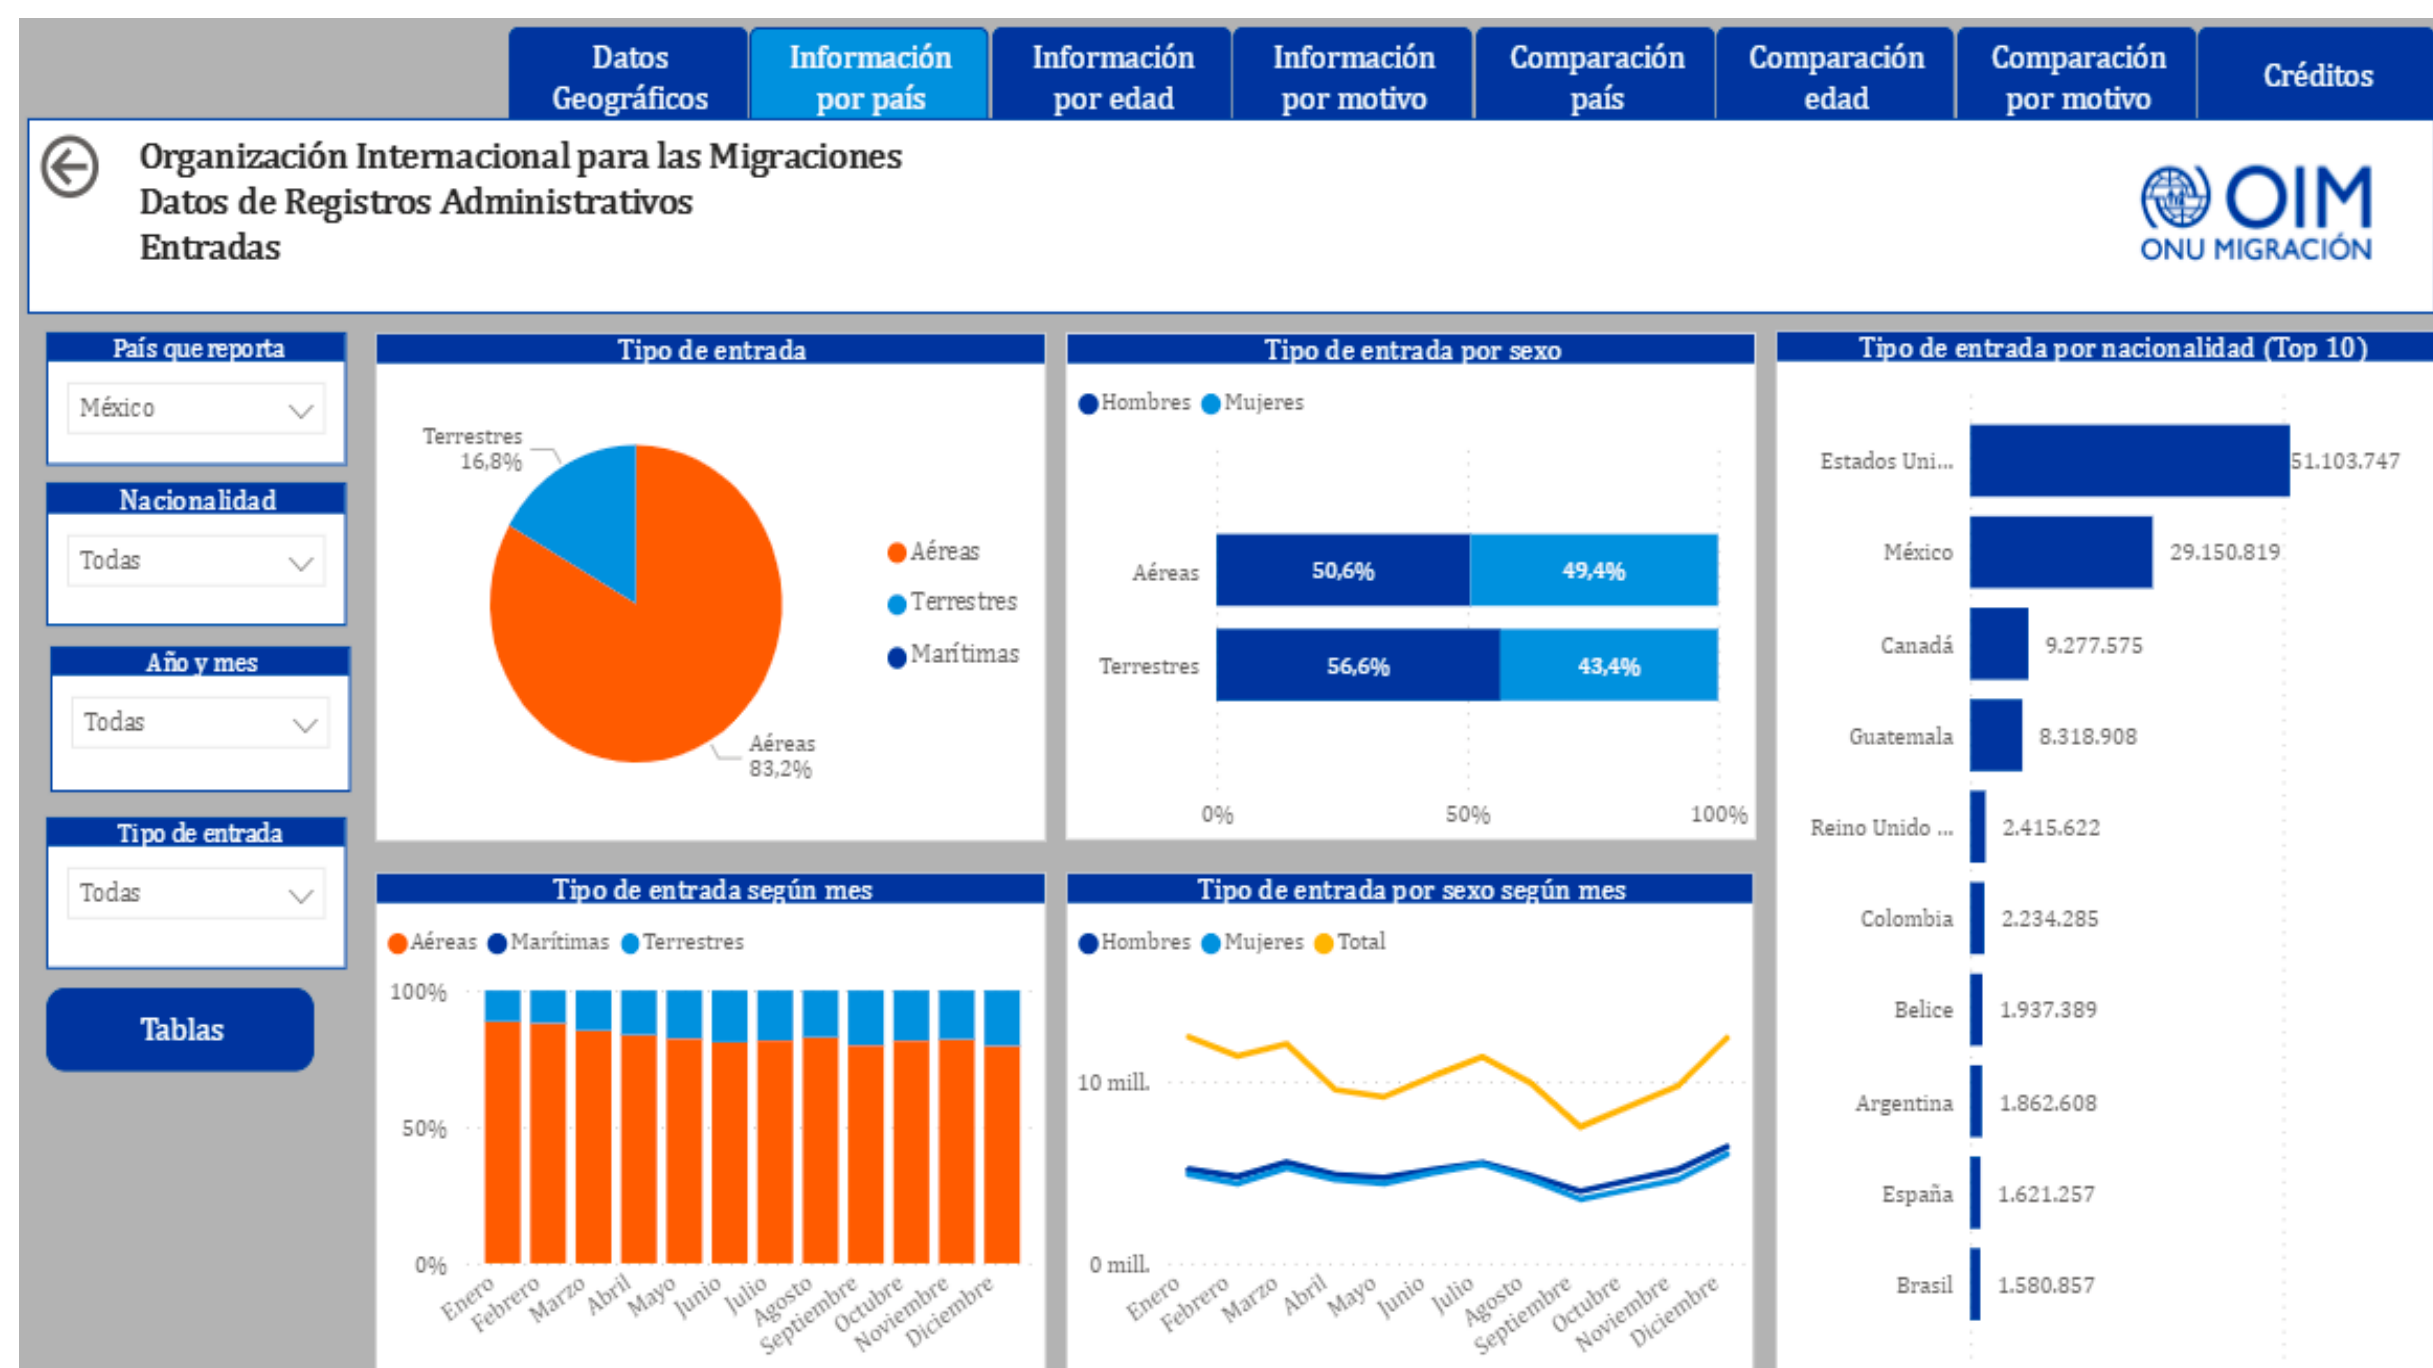 Datos
Geográficos
Información
por país
Información
por edad
Información
por motivo
Comparación
país
Comparación
edad
Comparación
por motivo
Créditos
Organización Internacional para las Migraciones
Datos de Registros Administrativos
Entradas
OIM
ONU MIGRACIÓN
País que reporta
México
Nacionalidad
Todas
Año y mes
Todas
Tipo de entrada
Todas
Tablas
Tipo de entrada
Terrestres
16,8%
Aéreas
83,2%
Aéreas
Terrestres
Marítimas
Tipo de entrada por sexo
Hombres Mujeres
Aéreas 50,6% 49,4%
Terrestres 56,6% 43,4%
0% 50% 100%
Tipo de entrada según mes
Aéreas Marítimas Terrestres
100%
50%
0%
Enero Febrero Marzo Abril Mayo Junio Julio Agosto Septiembre Octubre Noviembre Diciembre
Tipo de entrada por sexo según mes
Hombres Mujeres Total
10 mill.
0 mill.
Enero Febrero Marzo Abril Mayo Junio Julio Agosto Septiembre Octubre Noviembre Diciembre
Tipo de entrada por nacionalidad (Top 10)
Estados Uni... 51.103.747
México 29.150.819
Canadá 9.277.575
Guatemala 8.318.908
Reino Unido ... 2.415.622
Colombia 2.234.285
Belice 1.937.389
Argentina 1.862.608
España 1.621.257
Brasil 1.580.857